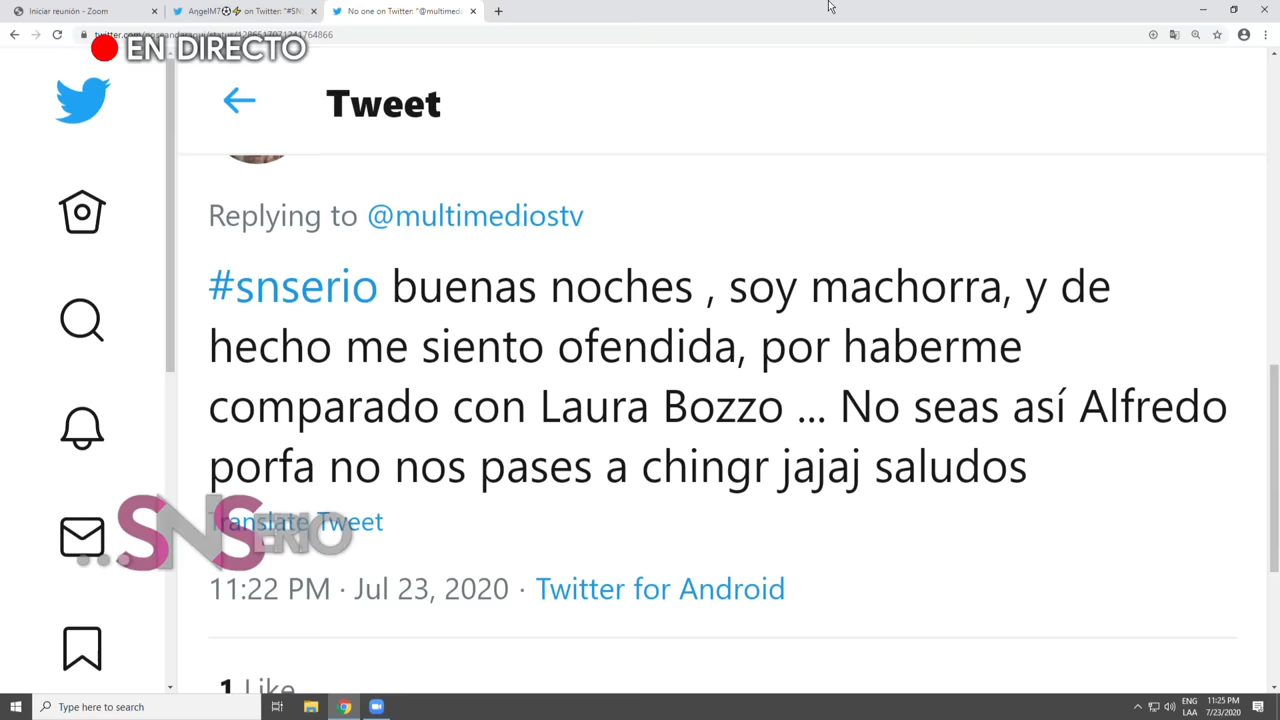 Iniciar reunión - Zoom
AngelM7⚽⚡ on Twitter: "#SN
No one on Twitter: "@multimedi
EN DIRECTO
Tweet
Replying to @multimediostv
#snserio buenas noches , soy machorra, y de
hecho me siento ofendida, por haberme
comparado con Laura Bozzo ... No seas así Alfredo
porfa no nos pases a chingr jajaj saludos
Translate Tweet
SNSERIO
11:22 PM · Jul 23, 2020 · Twitter for Android
1 Like
Type here to search
ENG
LAA
11:25 PM
7/23/2020